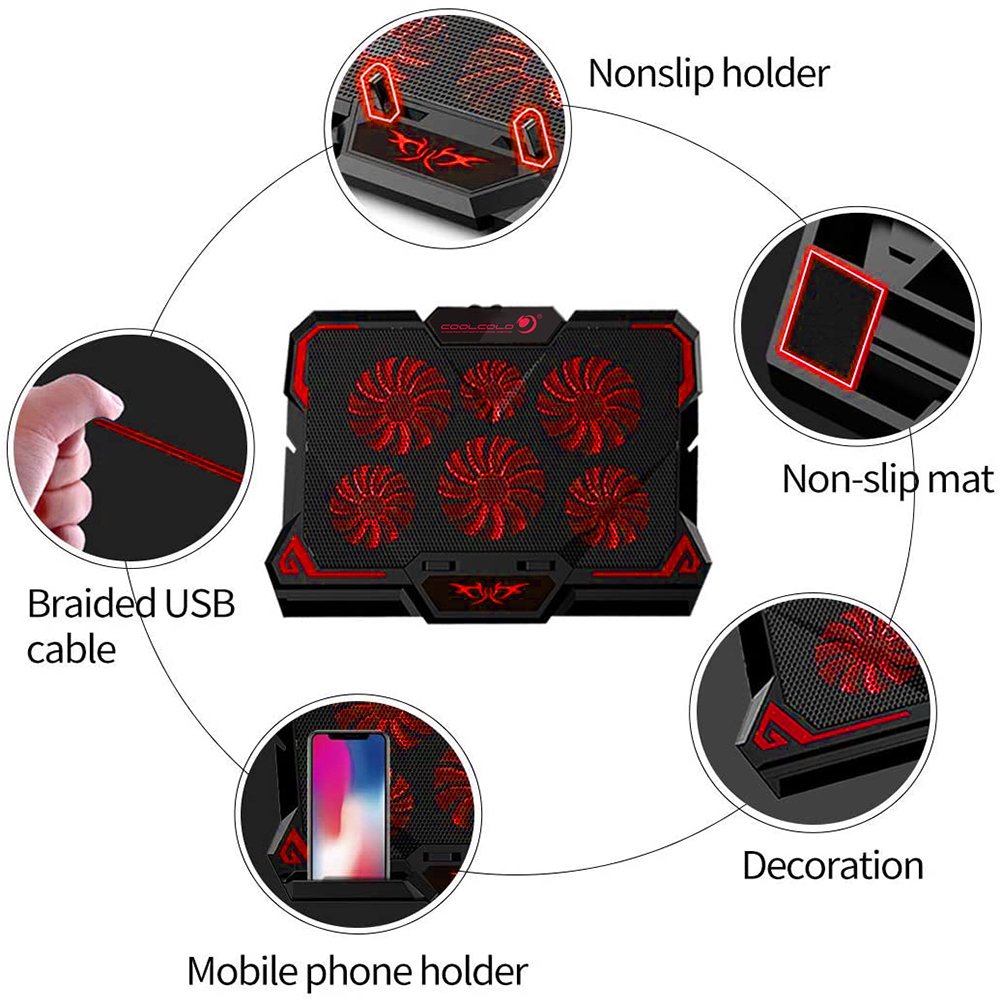 Nonslip holder
COOLCOLD
Non-slip mat
Braided USB
cable
Decoration
Mobile phone holder